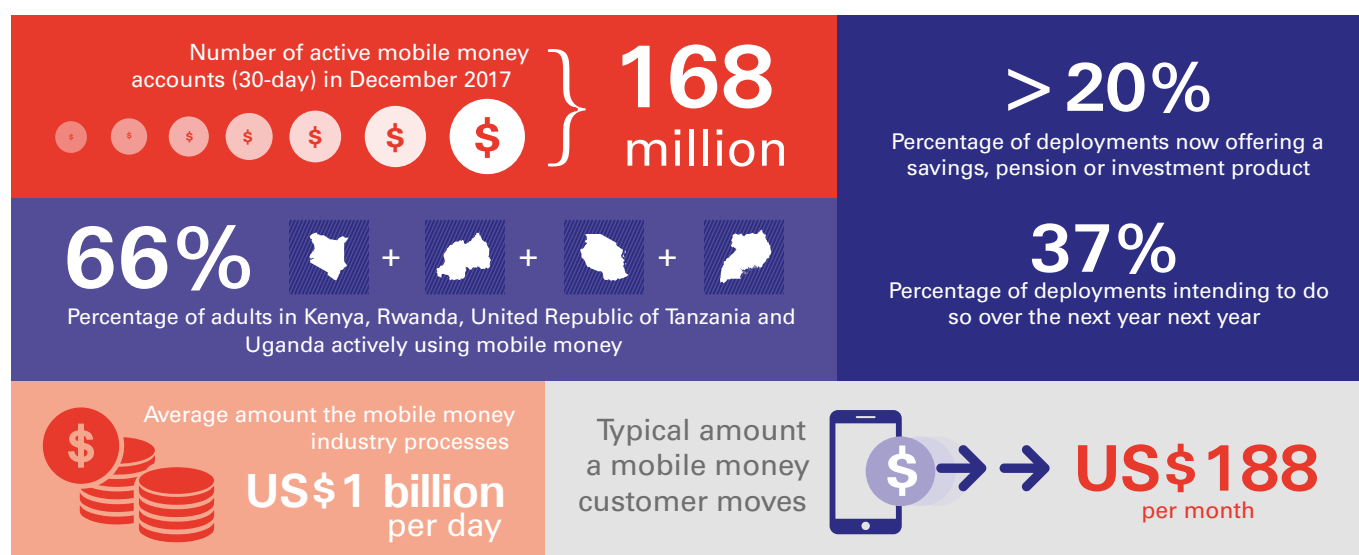 Number of active mobile money
accounts (30-day) in December 2017
$ $ $ $ $ $ $
168
million
> 20%
Percentage of deployments now offering a
savings, pension or investment product
37%
Percentage of deployments intending to do
so over the next year next year
66%
+ + +
Percentage of adults in Kenya, Rwanda, United Republic of Tanzania and
Uganda actively using mobile money
$
Average amount the mobile money
industry processes
US$1 billion
per day
Typical amount
a mobile money
customer moves
$
US$188
per month